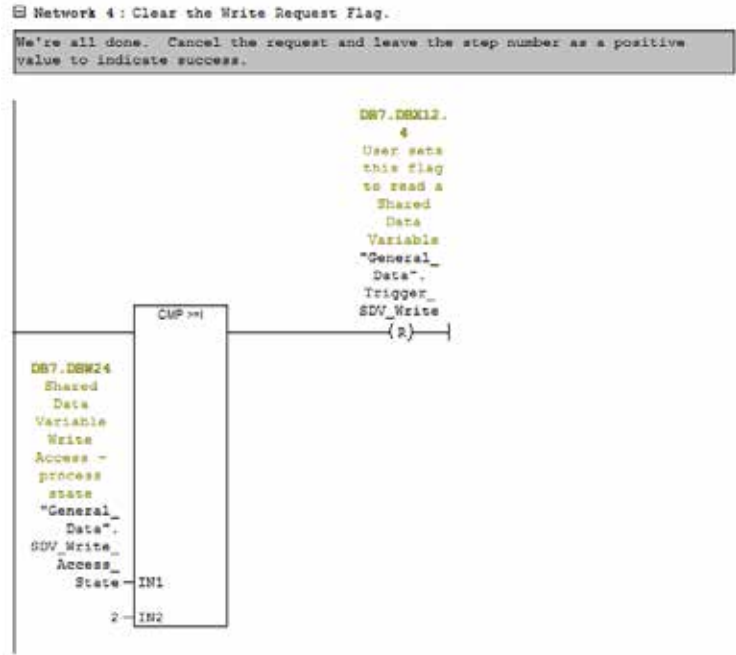 Network 4 : Clear the Write Request Flag.
We're all done. Cancel the request and leave the step number as a positive
value to indicate success.
DB7.DBX12.
4
User sets
this flag
to read a
Shared
Data
Variable
"General_
Data".
Trigger_
SDV_Write
CMP >=I
( R )
DB7.DBW24
Shared
Data
Variable
Write
Access -
process
state
"General_
Data".
SDV_Write_
Access_
State
IN1
2
IN2